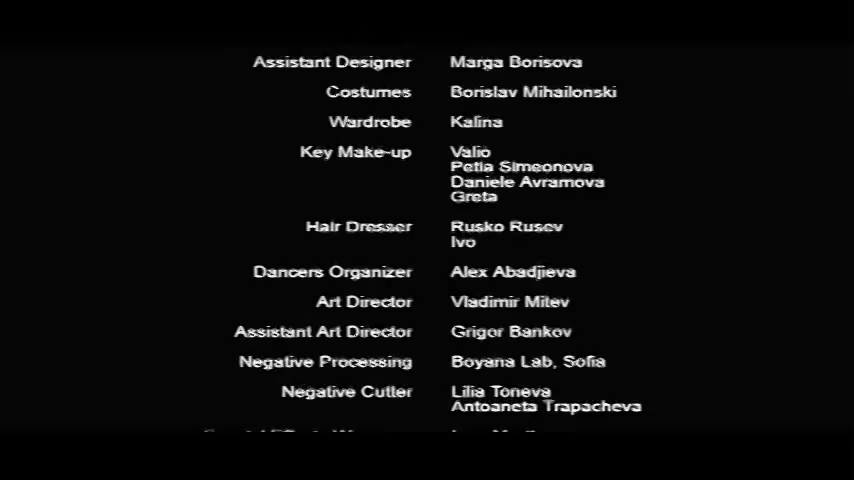 Assistant Designer Marga Borisova
Costumes Borislav Mihailonski
Wardrobe Kalina
Key Make-up Valio
Petia Simeonova
Daniele Avramova
Greta
Hair Dresser Rusko Rusev
Ivo
Dancers Organizer Alex Abadjieva
Art Director Vladimir Mitev
Assistant Art Director Grigor Bankov
Negative Processing Boyana Lab, Sofia
Negative Cutter Lilia Toneva
Antoaneta Trapacheva